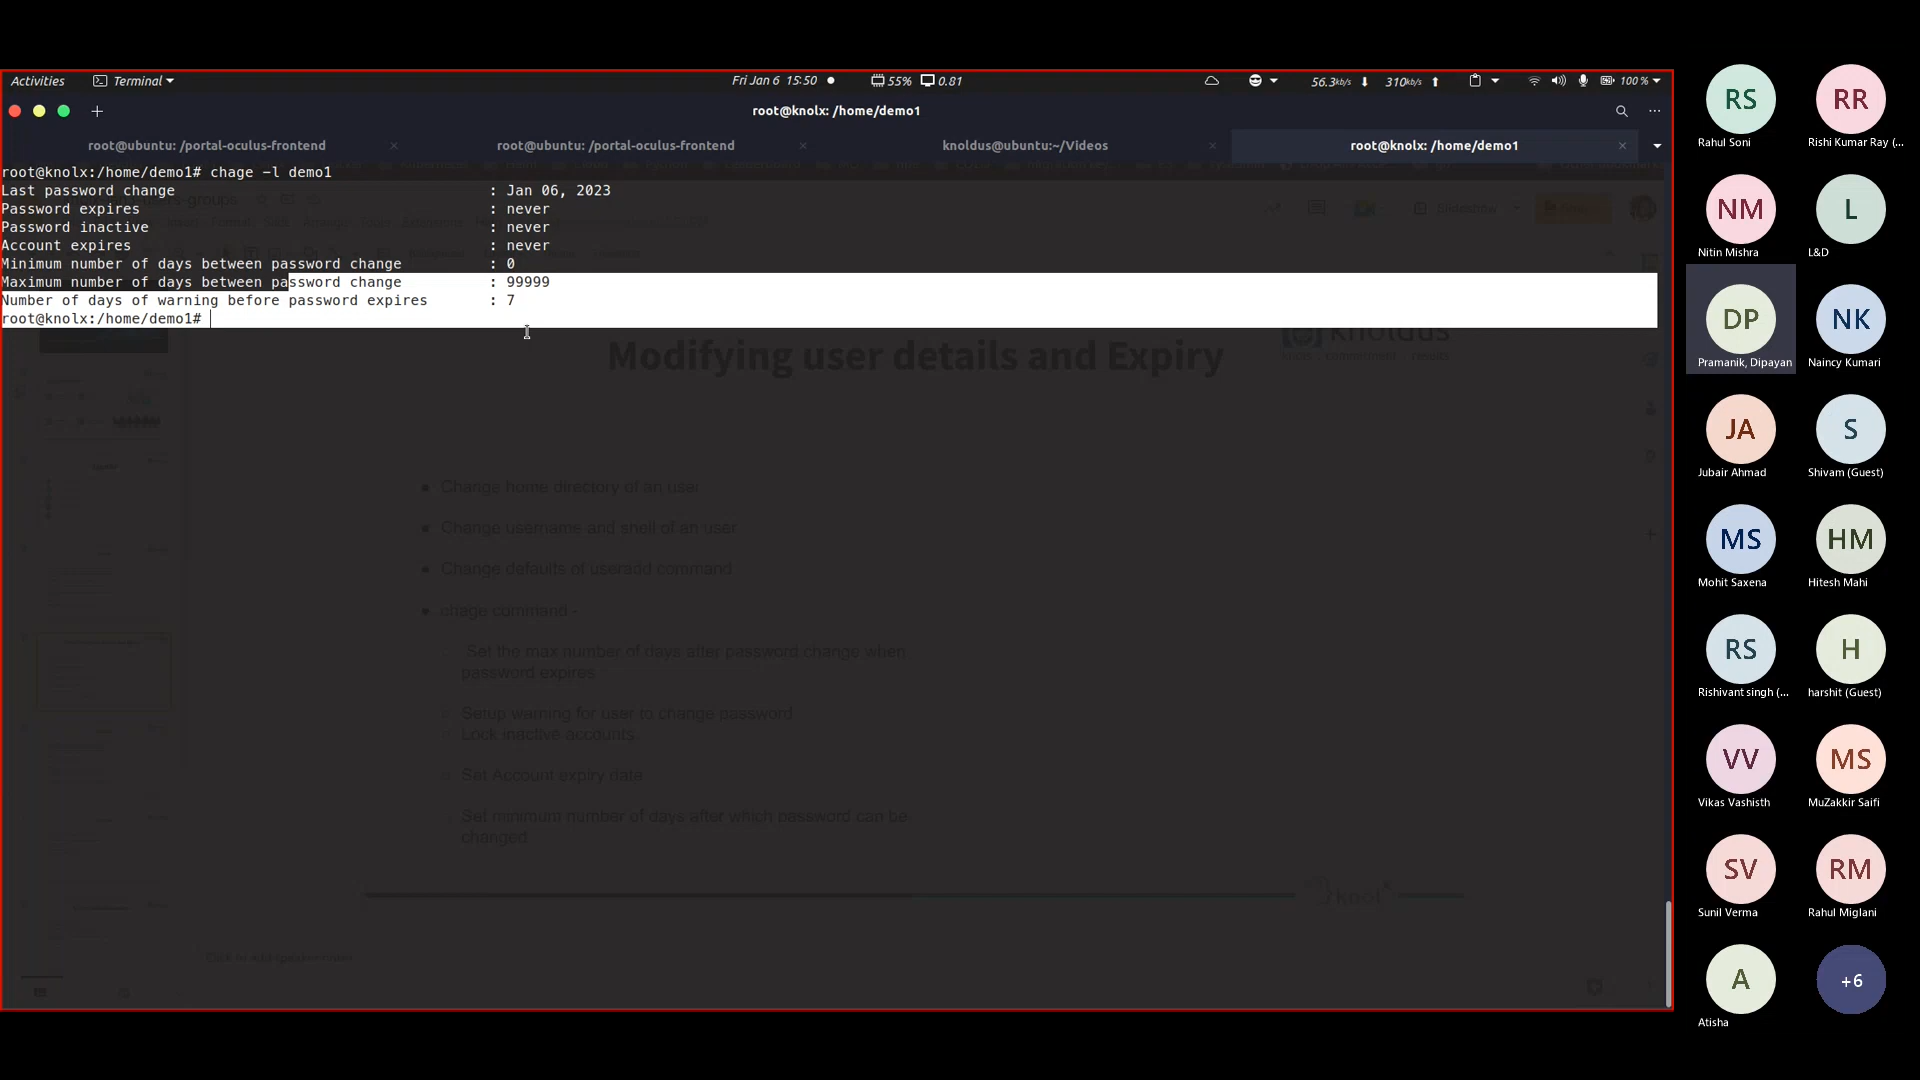 Activities Terminal Fri Jan 6 15:50 55% 0.81 56.3kb/s 310kb/s 100 %
root@knolx: /home/demo1
root@ubuntu: /portal-oculus-frontend root@ubuntu: /portal-oculus-frontend knoldus@ubuntu:~/Videos root@knolx: /home/demo1
root@knolx:/home/demo1# chage -l demo1
Last password change : Jan 06, 2023
Password expires : never
Password inactive : never
Account expires : never
Minimum number of days between password change : 0
Maximum number of days between password change : 99999
Number of days of warning before password expires : 7
root@knolx:/home/demo1#
knoldus
Modifying user details and Expiry
Change home directory of an user
Change username and shell of an user
Change defaults of useradd command
chage command -
Set the max number of days after password change when
password expires
Setup warning for user to change password
Lock inactive accounts
Set Account expiry date
Set minimum number of days after which password can be
changed
RS RR
Rahul Soni Rishi Kumar Ray (...
NM L
Nitin Mishra L&D
DP NK
Pramanik, Dipayan Naincy Kumari
JA S
Jubair Ahmad Shivam (Guest)
MS HM
Mohit Saxena Hitesh Mahi
RS H
Rishivant singh (... harshit (Guest)
VV MS
Vikas Vashisth MuZakkir Saifi
SV RM
Sunil Verma Rahul Miglani
A +6
Atisha